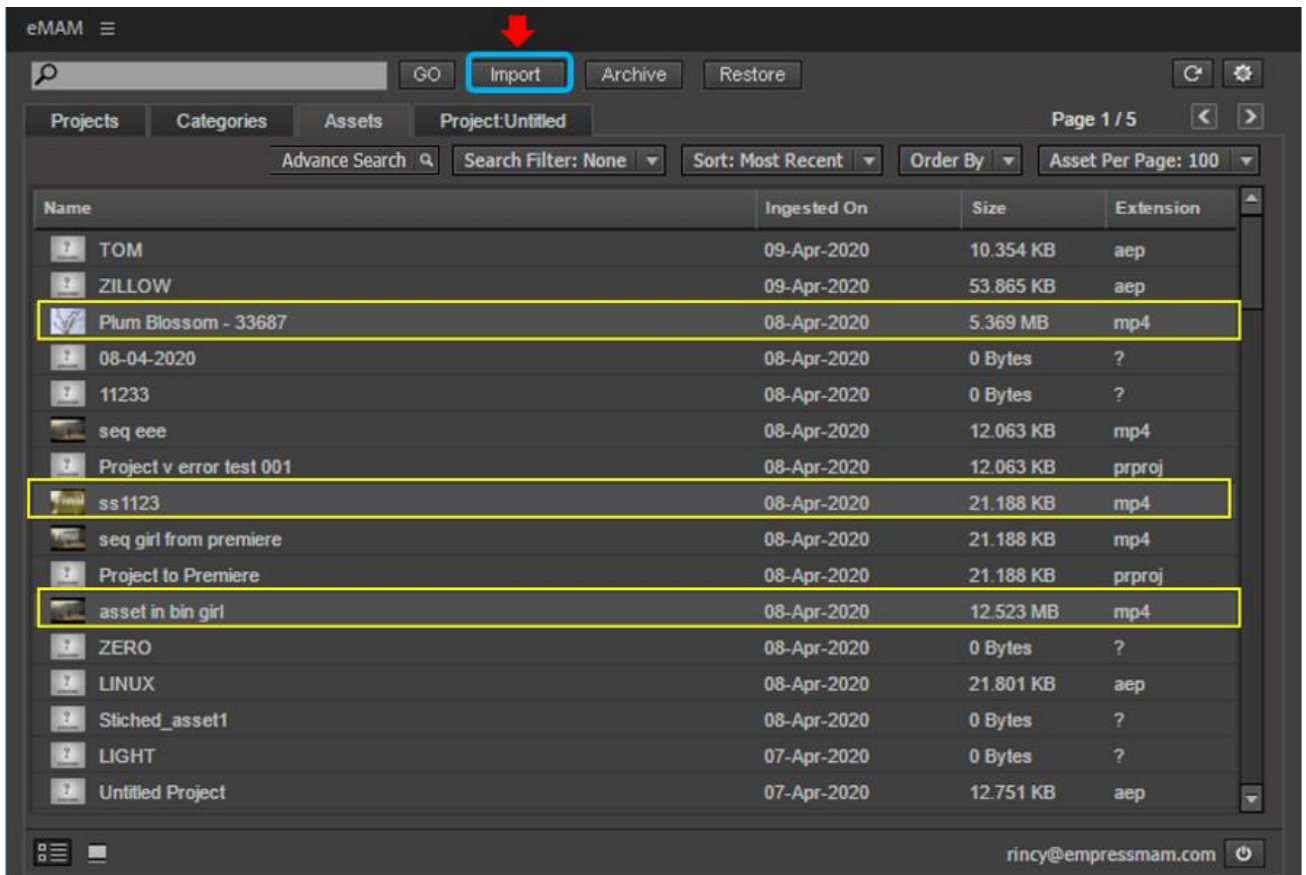 eMAM
GO Import Archive Restore
Projects Categories Assets Project:Untitled Page 1 / 5
Advance Search Search Filter: None Sort: Most Recent Order By Asset Per Page: 100
Name Ingested On Size Extension
TOM 09-Apr-2020 10.354 KB aep
ZILLOW 09-Apr-2020 53.865 KB aep
Plum Blossom - 33687 08-Apr-2020 5.369 MB mp4
08-04-2020 08-Apr-2020 0 Bytes ?
11233 08-Apr-2020 0 Bytes ?
seq eee 08-Apr-2020 12.063 KB mp4
Project v error test 001 08-Apr-2020 12.063 KB prproj
ss1123 08-Apr-2020 21.188 KB mp4
seq girl from premiere 08-Apr-2020 21.188 KB mp4
Project to Premiere 08-Apr-2020 21.188 KB prproj
asset in bin girl 08-Apr-2020 12.523 MB mp4
ZERO 08-Apr-2020 0 Bytes ?
LINUX 08-Apr-2020 21.801 KB aep
Stiched_asset1 08-Apr-2020 0 Bytes ?
LIGHT 07-Apr-2020 0 Bytes ?
Untitled Project 07-Apr-2020 12.751 KB aep
rincy@empressmam.com